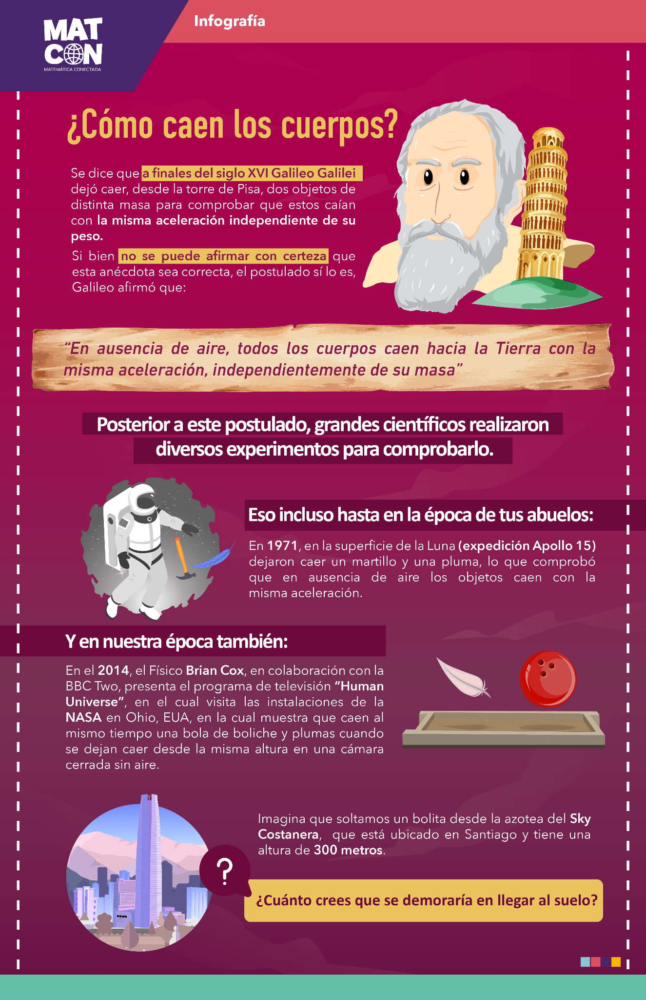 MAT
CON
MATEMÁTICA CONECTADA
Infografía
¿Cómo caen los cuerpos?
Se dice que a finales del siglo XVI Galileo Galilei
dejó caer, desde la torre de Pisa, dos objetos de
distinta masa para comprobar que estos caían
con la misma aceleración independiente de su
peso.
Si bien no se puede afirmar con certeza que
esta anécdota sea correcta, el postulado sí lo es,
Galileo afirmó que:
“En ausencia de aire, todos los cuerpos caen hacia la Tierra con la
misma aceleración, independientemente de su masa”
Posterior a este postulado, grandes científicos realizaron
diversos experimentos para comprobarlo.
Eso incluso hasta en la época de tus abuelos:
En 1971, en la superficie de la Luna (expedición Apollo 15)
dejaron caer un martillo y una pluma, lo que comprobó
que en ausencia de aire los objetos caen con la
misma aceleración.
Y en nuestra época también:
En el 2014, el Físico Brian Cox, en colaboración con la
BBC Two, presenta el programa de televisión “Human
Universe”, en el cual visita las instalaciones de la
NASA en Ohio, EUA, en la cual muestra que caen al
mismo tiempo una bola de boliche y plumas cuando
se dejan caer desde la misma altura en una cámara
cerrada sin aire.
Imagina que soltamos un bolita desde la azotea del Sky
Costanera, que está ubicado en Santiago y tiene una
altura de 300 metros.
?
¿Cuánto crees que se demoraría en llegar al suelo?